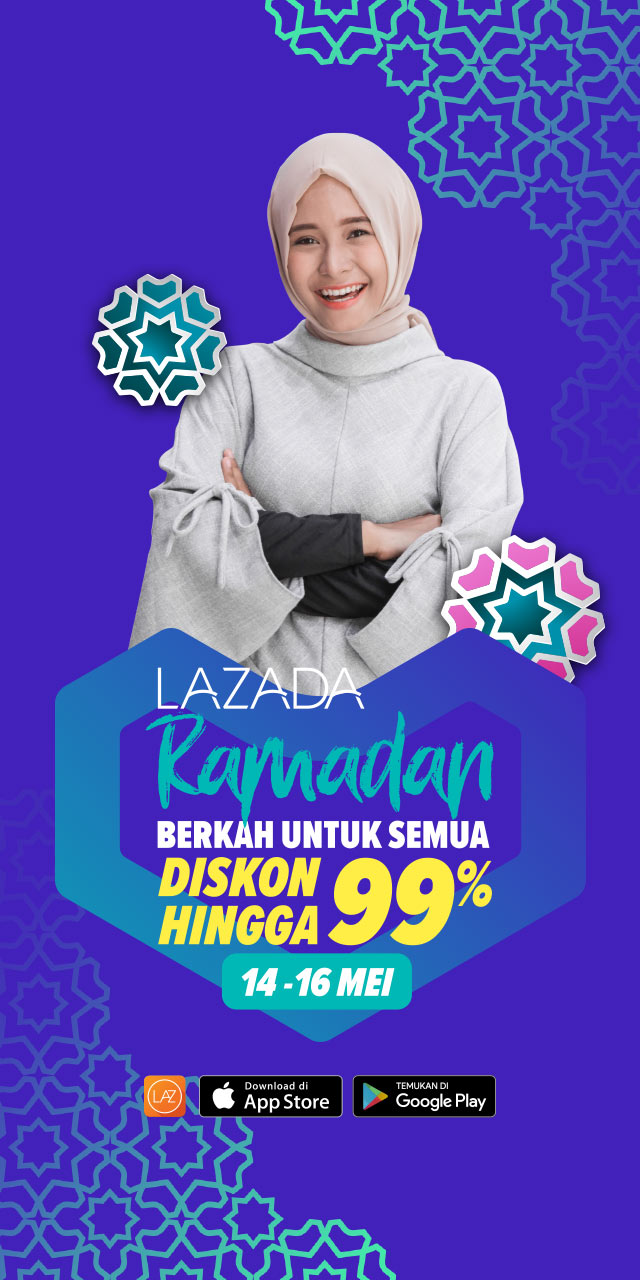 LAZADA
Ramadan
BERKAH UNTUK SEMUA
DISKON
HINGGA 99%
14 - 16 MEI
LAZ
Download di
App Store
TEMUKAN DI
Google Play